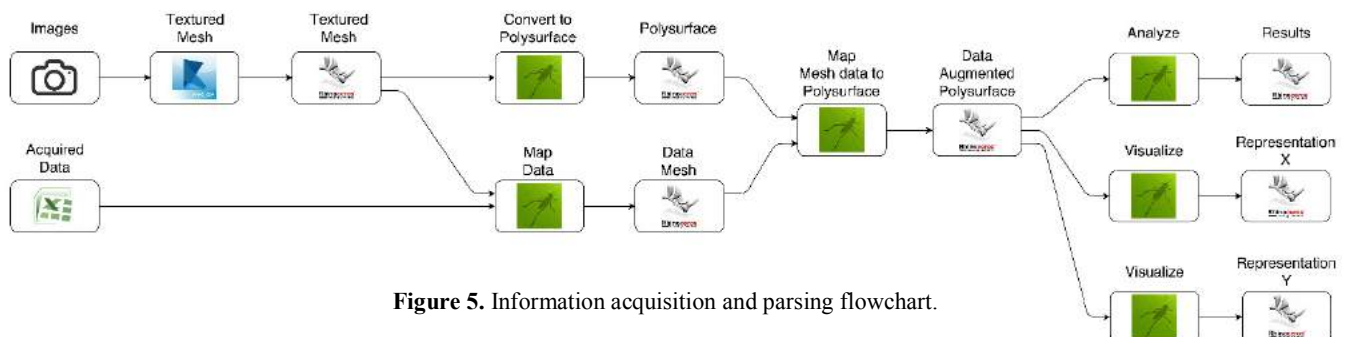 Images
Textured
Mesh
Textured
Mesh
Convert to
Polysurface
Polysurface
Map
Mesh data to
Polysurface
Data
Augmented
Polysurface
Analyze
Results
Acquired
Data
Map
Data
Data
Mesh
Visualize
Representation
X
Visualize
Representation
Y
Figure 5. Information acquisition and parsing flowchart.